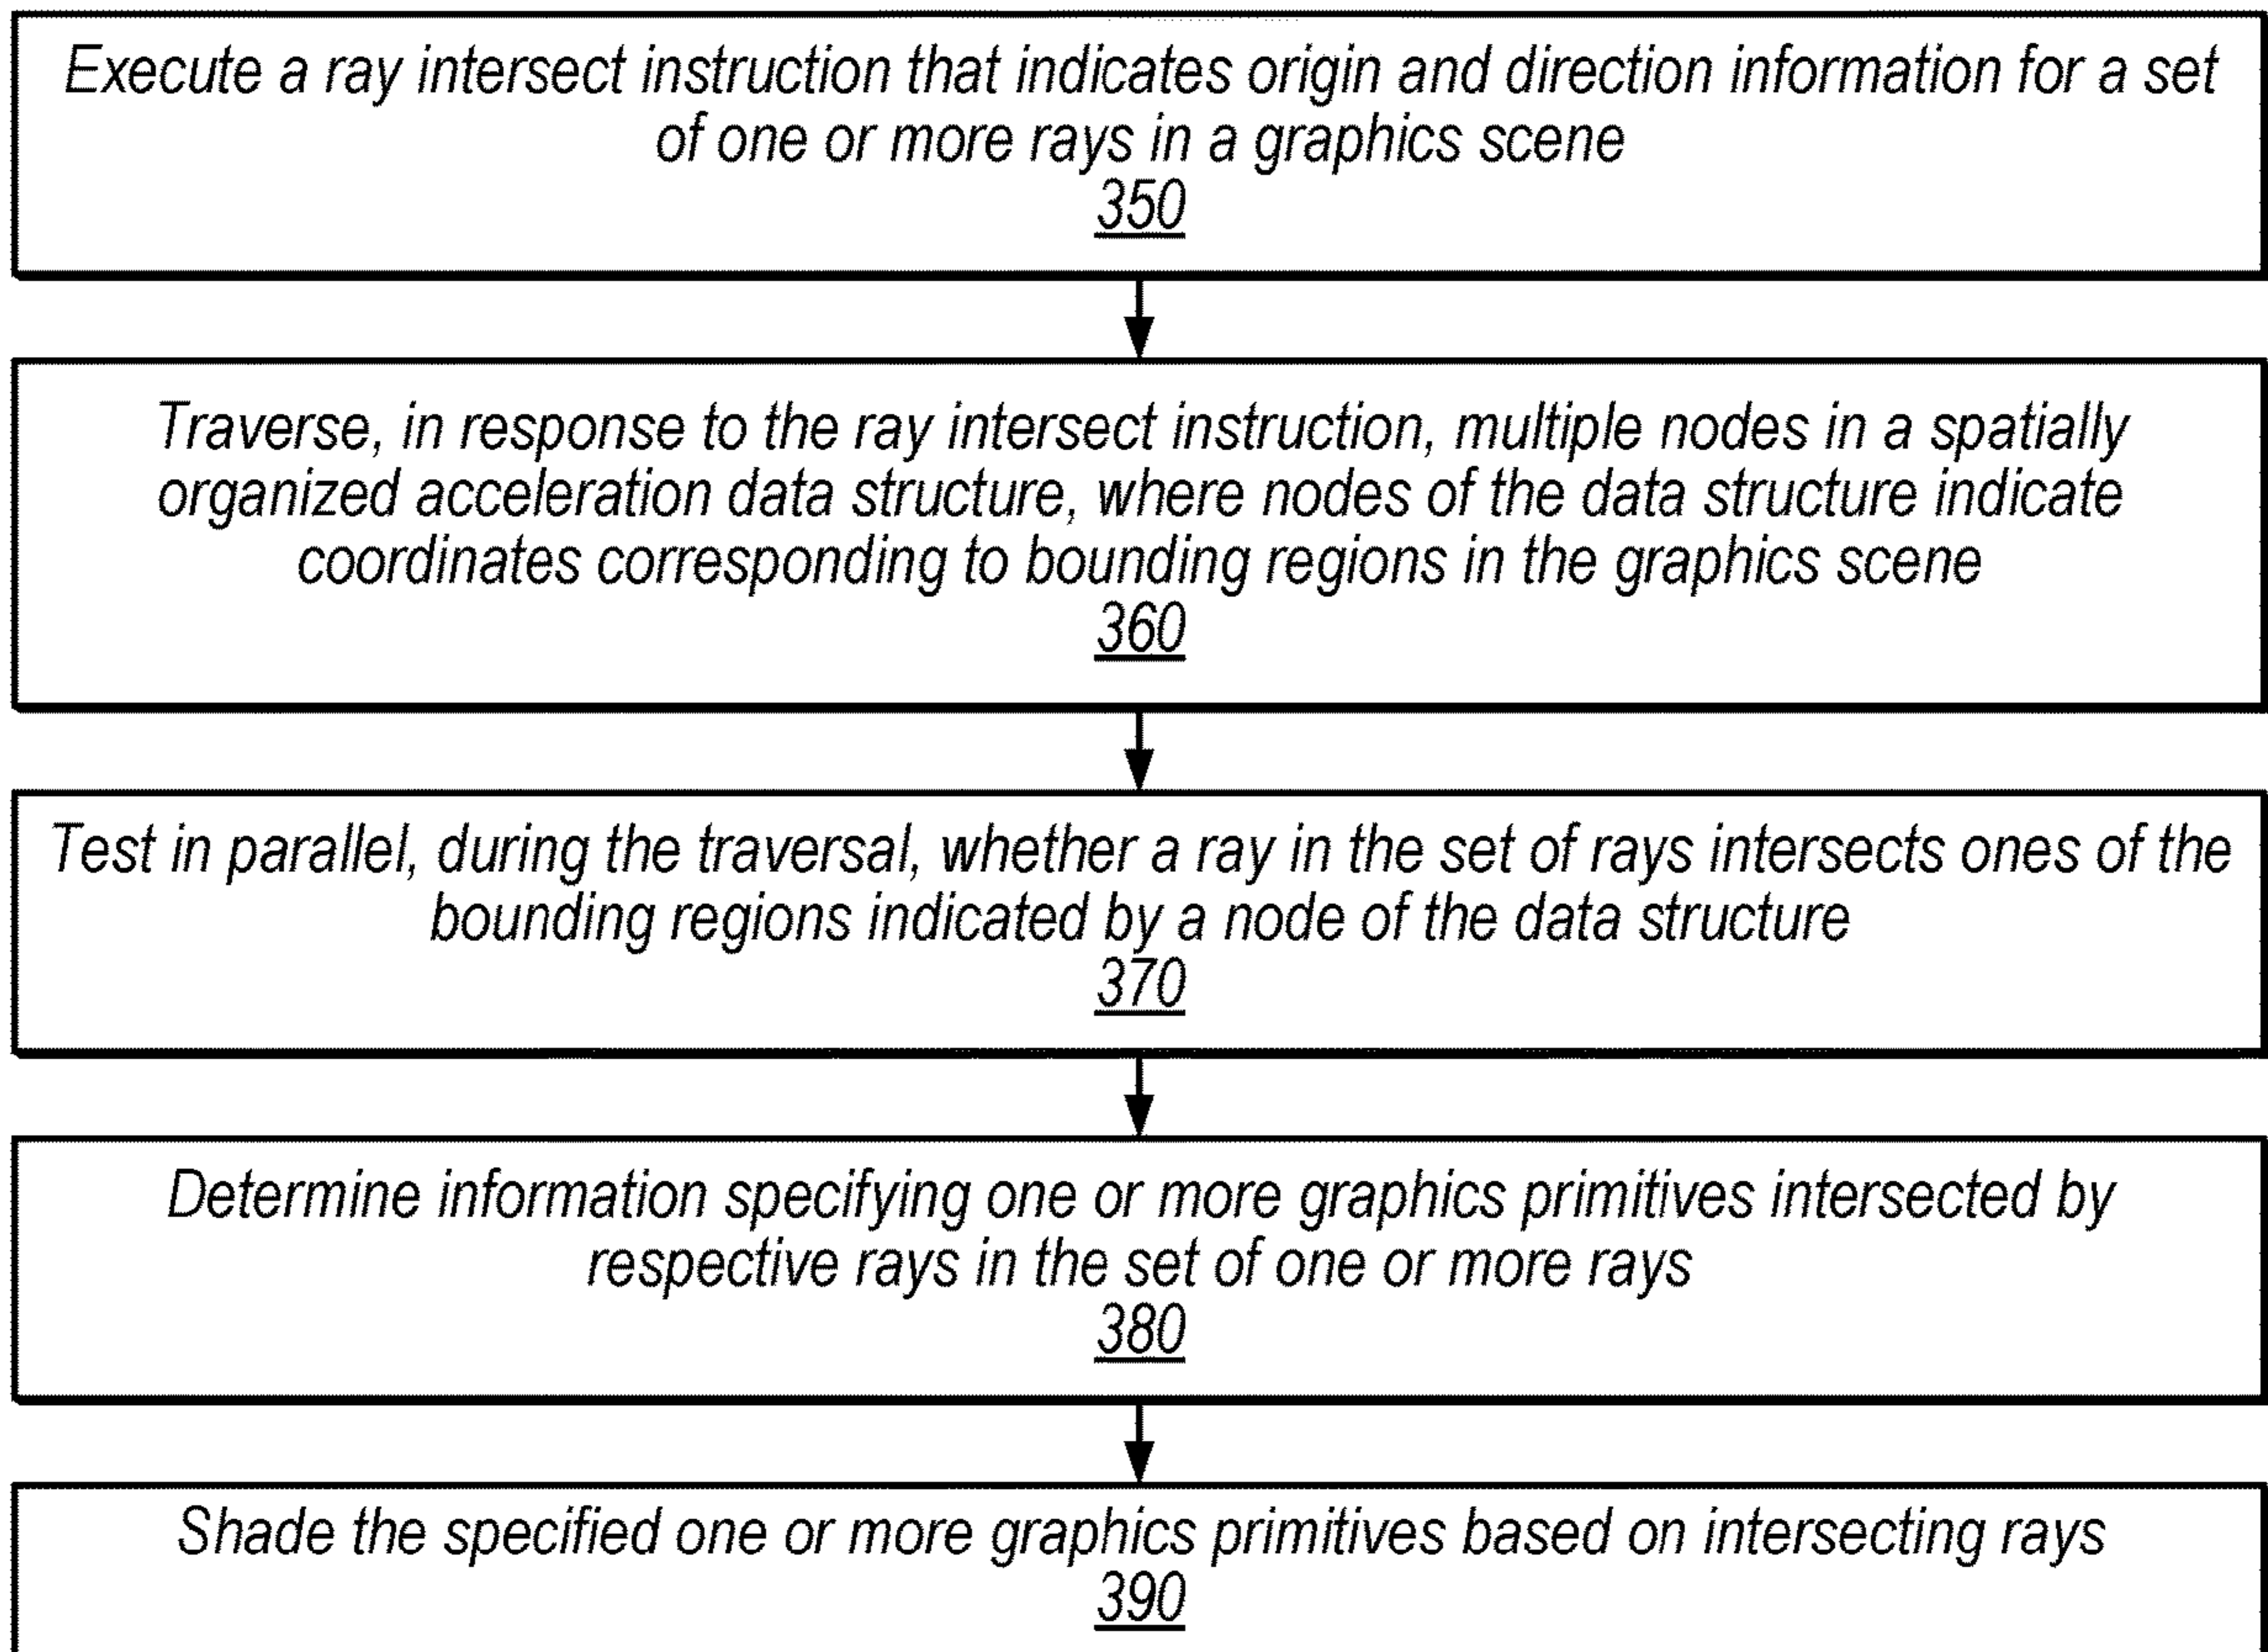 Execute a ray intersect instruction that indicates origin and direction information for a set
of one or more rays in a graphics scene
350
Traverse, in response to the ray intersect instruction, multiple nodes in a spatially
organized acceleration data structure, where nodes of the data structure indicate
coordinates corresponding to bounding regions in the graphics scene
360
Test in parallel, during the traversal, whether a ray in the set of rays intersects ones of the
bounding regions indicated by a node of the data structure
370
Determine information specifying one or more graphics primitives intersected by
respective rays in the set of one or more rays
380
Shade the specified one or more graphics primitives based on intersecting rays
390